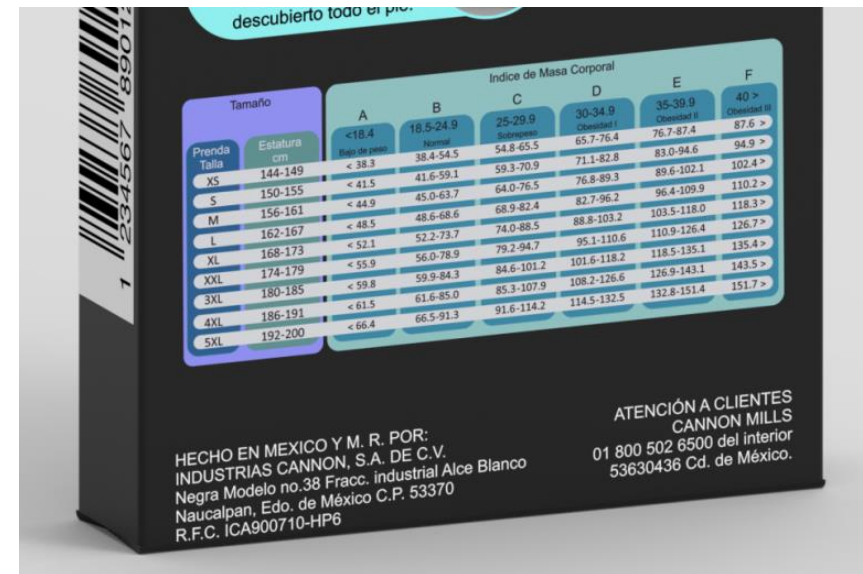 descubierto todo el pie.
1 234567 89012
Tamaño
Indice de Masa Corporal
A B C D E F
<18.4 18.5-24.9 25-29.9 30-34.9 35-39.9 40 >
Bajo de peso Normal Sobrepeso Obesidad I Obesidad II Obesidad III
Prenda Estatura
Talla cm
XS 144-149 < 38.3 38.4-54.5 54.8-65.5 65.7-76.4 76.7-87.4 87.6 >
S 150-155 < 41.5 41.6-59.1 59.3-70.9 71.1-82.8 83.0-94.6 94.9 >
M 156-161 < 44.9 45.0-63.7 64.0-76.5 76.8-89.3 89.6-102.1 102.4 >
L 162-167 < 48.5 48.6-68.6 68.9-82.4 82.7-96.2 96.4-109.9 110.2 >
XL 168-173 < 52.1 52.2-73.7 74.0-88.5 88.8-103.2 103.5-118.0 118.3 >
XXL 174-179 < 55.9 56.0-78.9 79.2-94.7 95.1-110.6 110.9-126.4 126.7 >
3XL 180-185 < 59.8 59.9-84.3 84.6-101.2 101.6-118.2 118.5-135.1 135.4 >
4XL 186-191 < 61.5 61.6-85.0 85.3-107.9 108.2-126.6 126.9-143.1 143.5 >
5XL 192-200 < 66.4 66.5-91.3 91.6-114.2 114.5-132.5 132.8-151.4 151.7 >
HECHO EN MEXICO Y M. R. POR:
INDUSTRIAS CANNON, S.A. DE C.V.
Negra Modelo no.38 Fracc. industrial Alce Blanco
Naucalpan, Edo. de México C.P. 53370
R.F.C. ICA900710-HP6
ATENCIÓN A CLIENTES
CANNON MILLS
01 800 502 6500 del interior
53630436 Cd. de México.